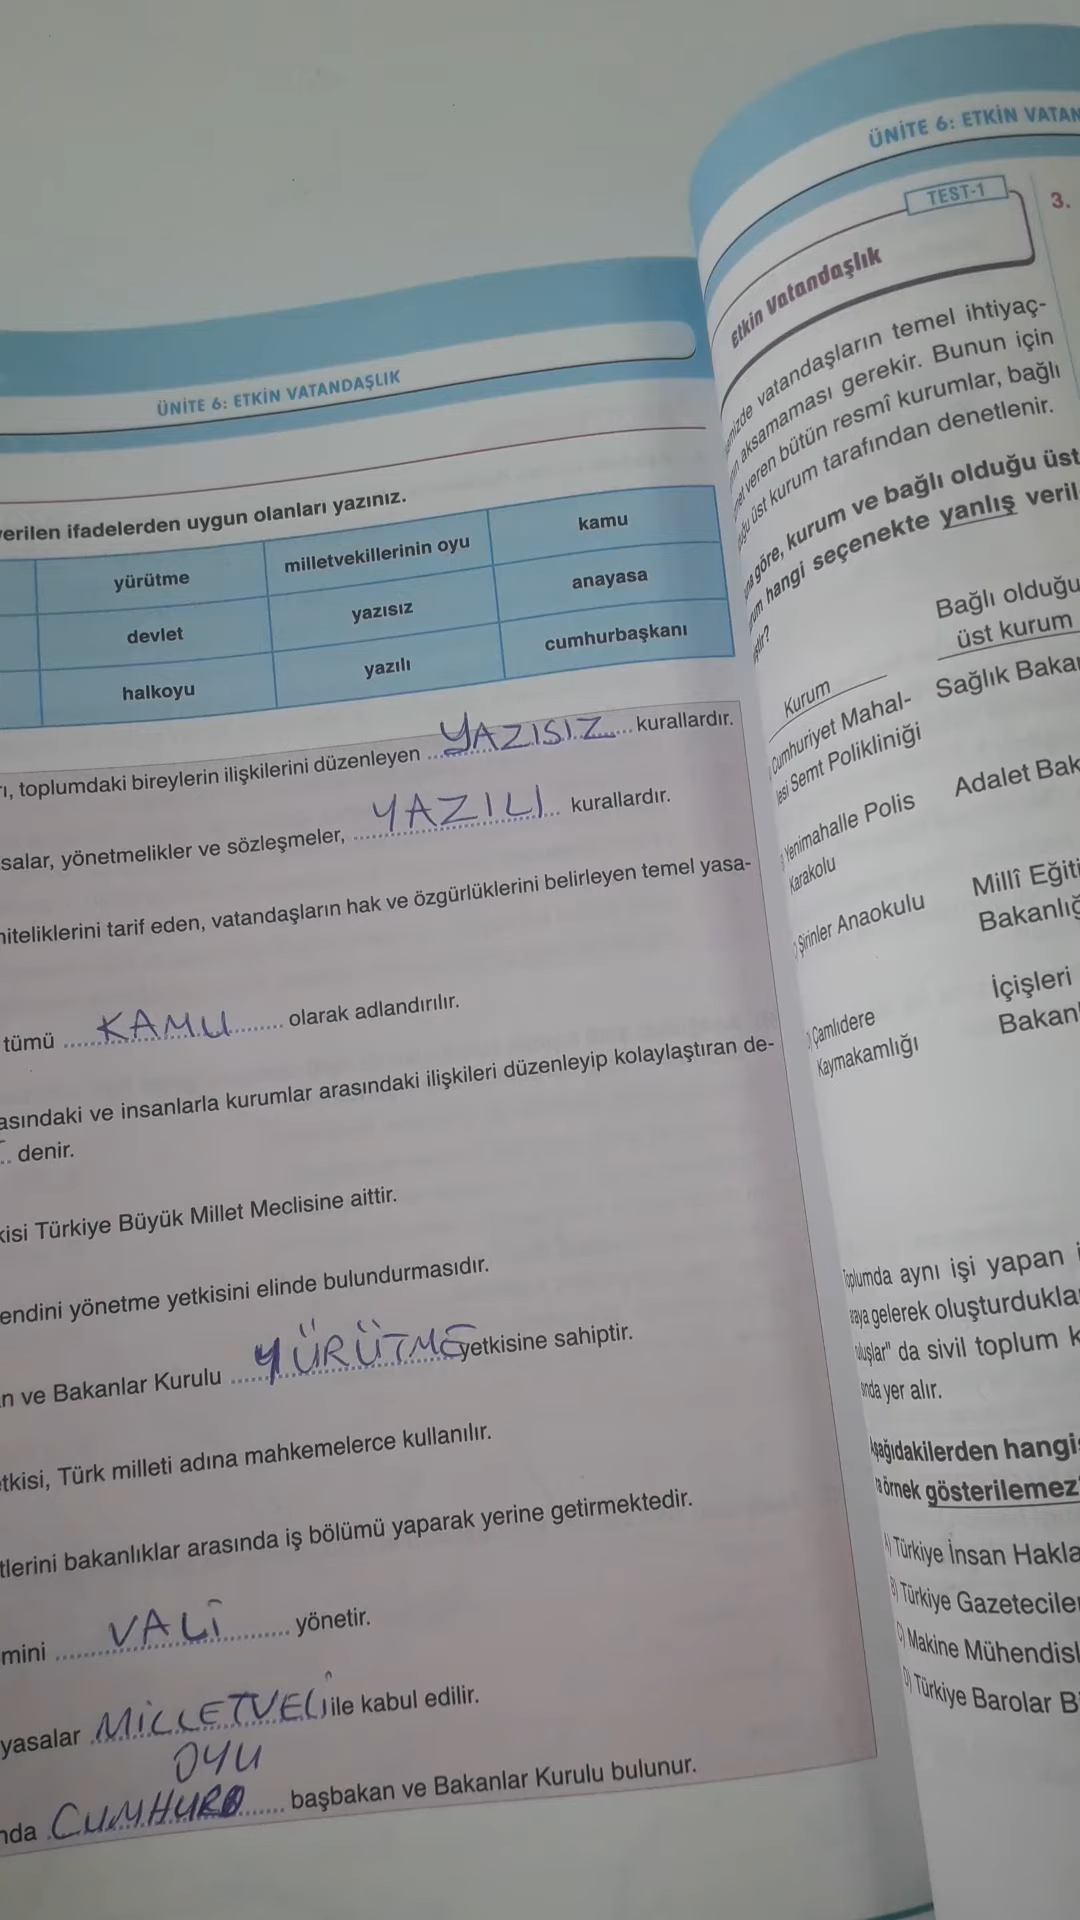 ÜNİTE 6: ETKİN VATANDAŞLIK
verilen ifadelerden uygun olanları yazınız.
yürütme milletvekillerinin oyu kamu
devlet yazısız anayasa
halkoyu yazılı cumhurbaşkanı
toplumdaki bireylerin ilişkilerini düzenleyen YAZISIZ kurallardır.
salar, yönetmelikler ve sözleşmeler, YAZILI kurallardır.
niteliklerini tarif eden, vatandaşların hak ve özgürlüklerini belirleyen temel yasa-
tümü KAMU olarak adlandırılır.
asındaki ve insanlarla kurumlar arasındaki ilişkileri düzenleyip kolaylaştıran de-
denir.
kisi Türkiye Büyük Millet Meclisine aittir.
endini yönetme yetkisini elinde bulundurmasıdır.
n ve Bakanlar Kurulu YÜRÜTME yetkisine sahiptir.
etkisi, Türk milleti adına mahkemelerce kullanılır.
tlerini bakanlıklar arasında iş bölümü yaparak yerine getirmektedir.
mini VALİ yönetir.
yasalar MİLLETVELİ ile kabul edilir.
OYU
nda CUMHURB başbakan ve Bakanlar Kurulu bulunur.
ÜNİTE 6: ETKİN VATAN
TEST-1
Etkin Vatandaşlık
3.
vatandaşların temel ihtiyaç-
aksamaması gerekir. Bunun için
veren bütün resmî kurumlar, bağlı
üst kurum tarafından denetlenir.
göre, kurum ve bağlı olduğu üst
hangi seçenekte yanlış veril
Kurum
Bağlı olduğu
üst kurum
Cumhuriyet Mahal- Sağlık Bakan
lesi Semt Polikliniği
Yenimahalle Polis Adalet Bak
Karakolu
Şirinler Anaokulu Millî Eğiti
Bakanlığ
Çamlıdere İçişleri
Kaymakamlığı Bakan
Toplumda aynı işi yapan
araya gelerek oluşturdukla
uluşlar" da sivil toplum k
ında yer alır.
Aşağıdakilerden hangis
örnek gösterilemez
A) Türkiye İnsan Hakla
B) Türkiye Gazeteciler
C) Makine Mühendisl
D) Türkiye Barolar B